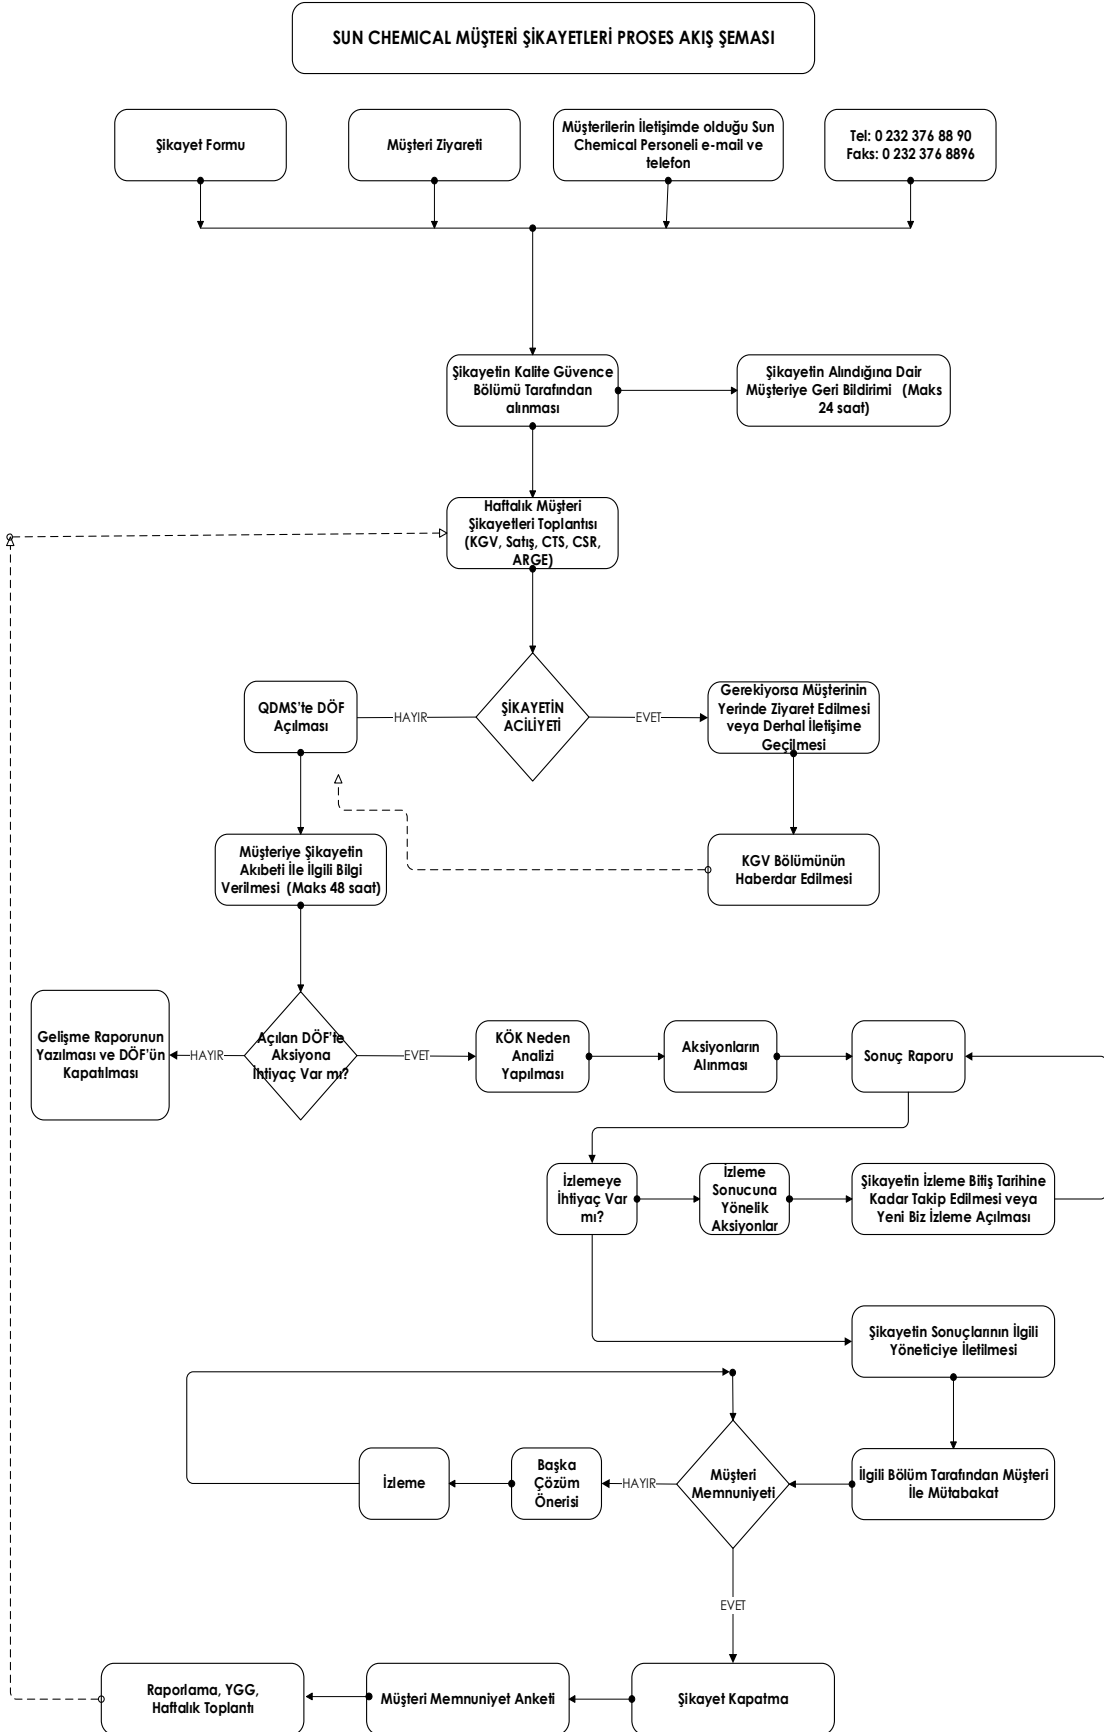 SUN CHEMICAL MÜŞTERİ ŞİKAYETLERİ PROSES AKIŞ ŞEMASI
Şikayet Formu
Müşteri Ziyareti
Müşterilerin İletişimde olduğu Sun
Chemical Personeli e-mail ve
telefon
Tel: 0 232 376 88 90
Faks: 0 232 376 8896
Şikayetin Kalite Güvence
Bölümü Tarafından
alınması
Şikayetin Alındığına Dair
Müşteriye Geri Bildirimi (Maks
24 saat)
Haftalık Müşteri
Şikayetleri Toplantısı
(KGV, Satış, CTS, CSR,
ARGE)
QDMS'te DÖF
Açılması
HAYIR
ŞİKAYETİN
ACİLİYETİ
EVET
Gerekiyorsa Müşterinin
Yerinde Ziyaret Edilmesi
veya Derhal İletişime
Geçilmesi
Müşteriye Şikayetin
Akıbeti İle İlgili Bilgi
Verilmesi (Maks 48 saat)
KGV Bölümünün
Haberdar Edilmesi
Gelişme Raporunun
Yazılması ve DÖF'ün
Kapatılması
HAYIR
Açılan DÖF'te
Aksiyona
İhtiyaç Var mı?
EVET
KÖK Neden
Analizi
Yapılması
Aksiyonların
Alınması
Sonuç Raporu
İzlemeye
İhtiyaç Var
mı?
İzleme
Sonucuna
Yönelik
Aksiyonlar
Şikayetin İzleme Bitiş Tarihine
Kadar Takip Edilmesi veya
Yeni Biz İzleme Açılması
Şikayetin Sonuçlarının İlgili
Yöneticiye İletilmesi
İzleme
Başka
Çözüm
Önerisi
HAYIR
Müşteri
Memnuniyeti
İlgili Bölüm Tarafından Müşteri
İle Mütabakat
EVET
Raporlama, YGG,
Haftalık Toplantı
Müşteri Memnuniyet Anketi
Şikayet Kapatma